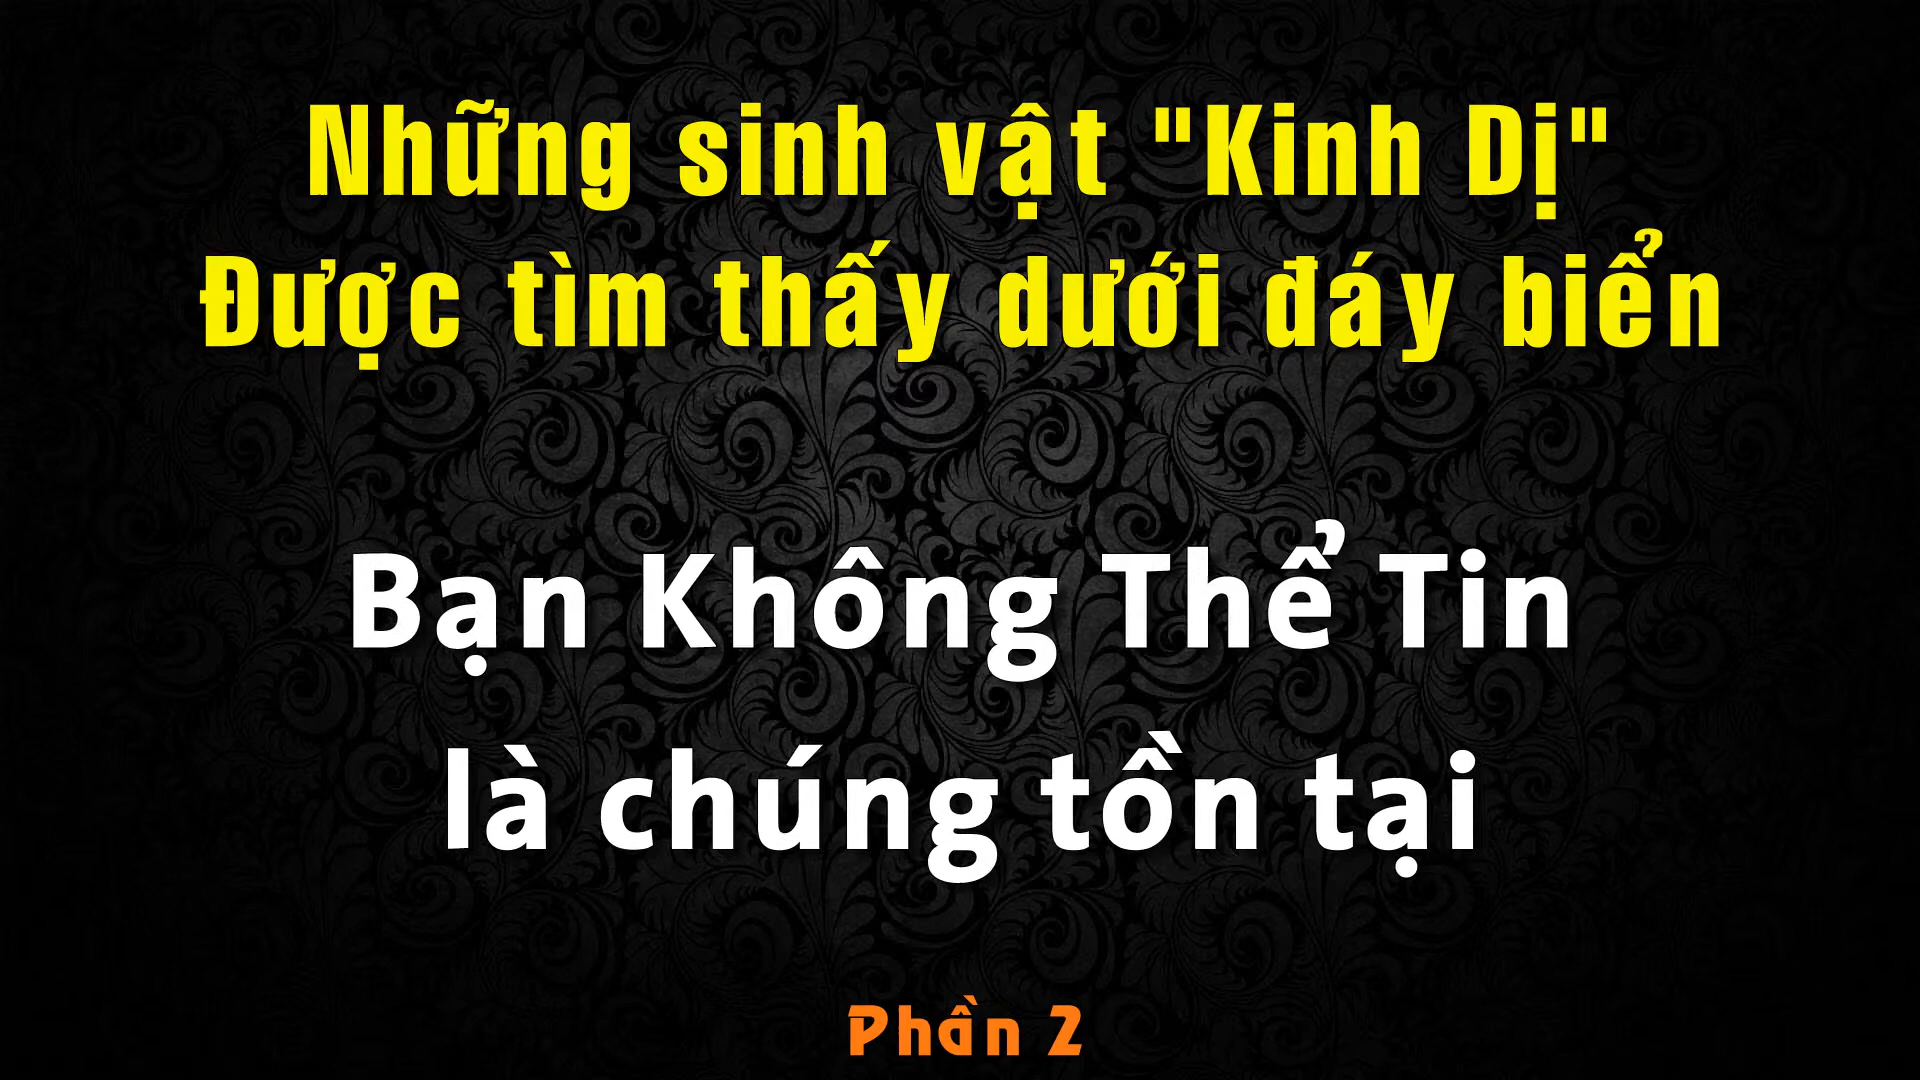 Những sinh vật "Kinh Dị"
Được tìm thấy dưới đáy biển
Bạn Không Thể Tin
là chúng tồn tại
Phần 2